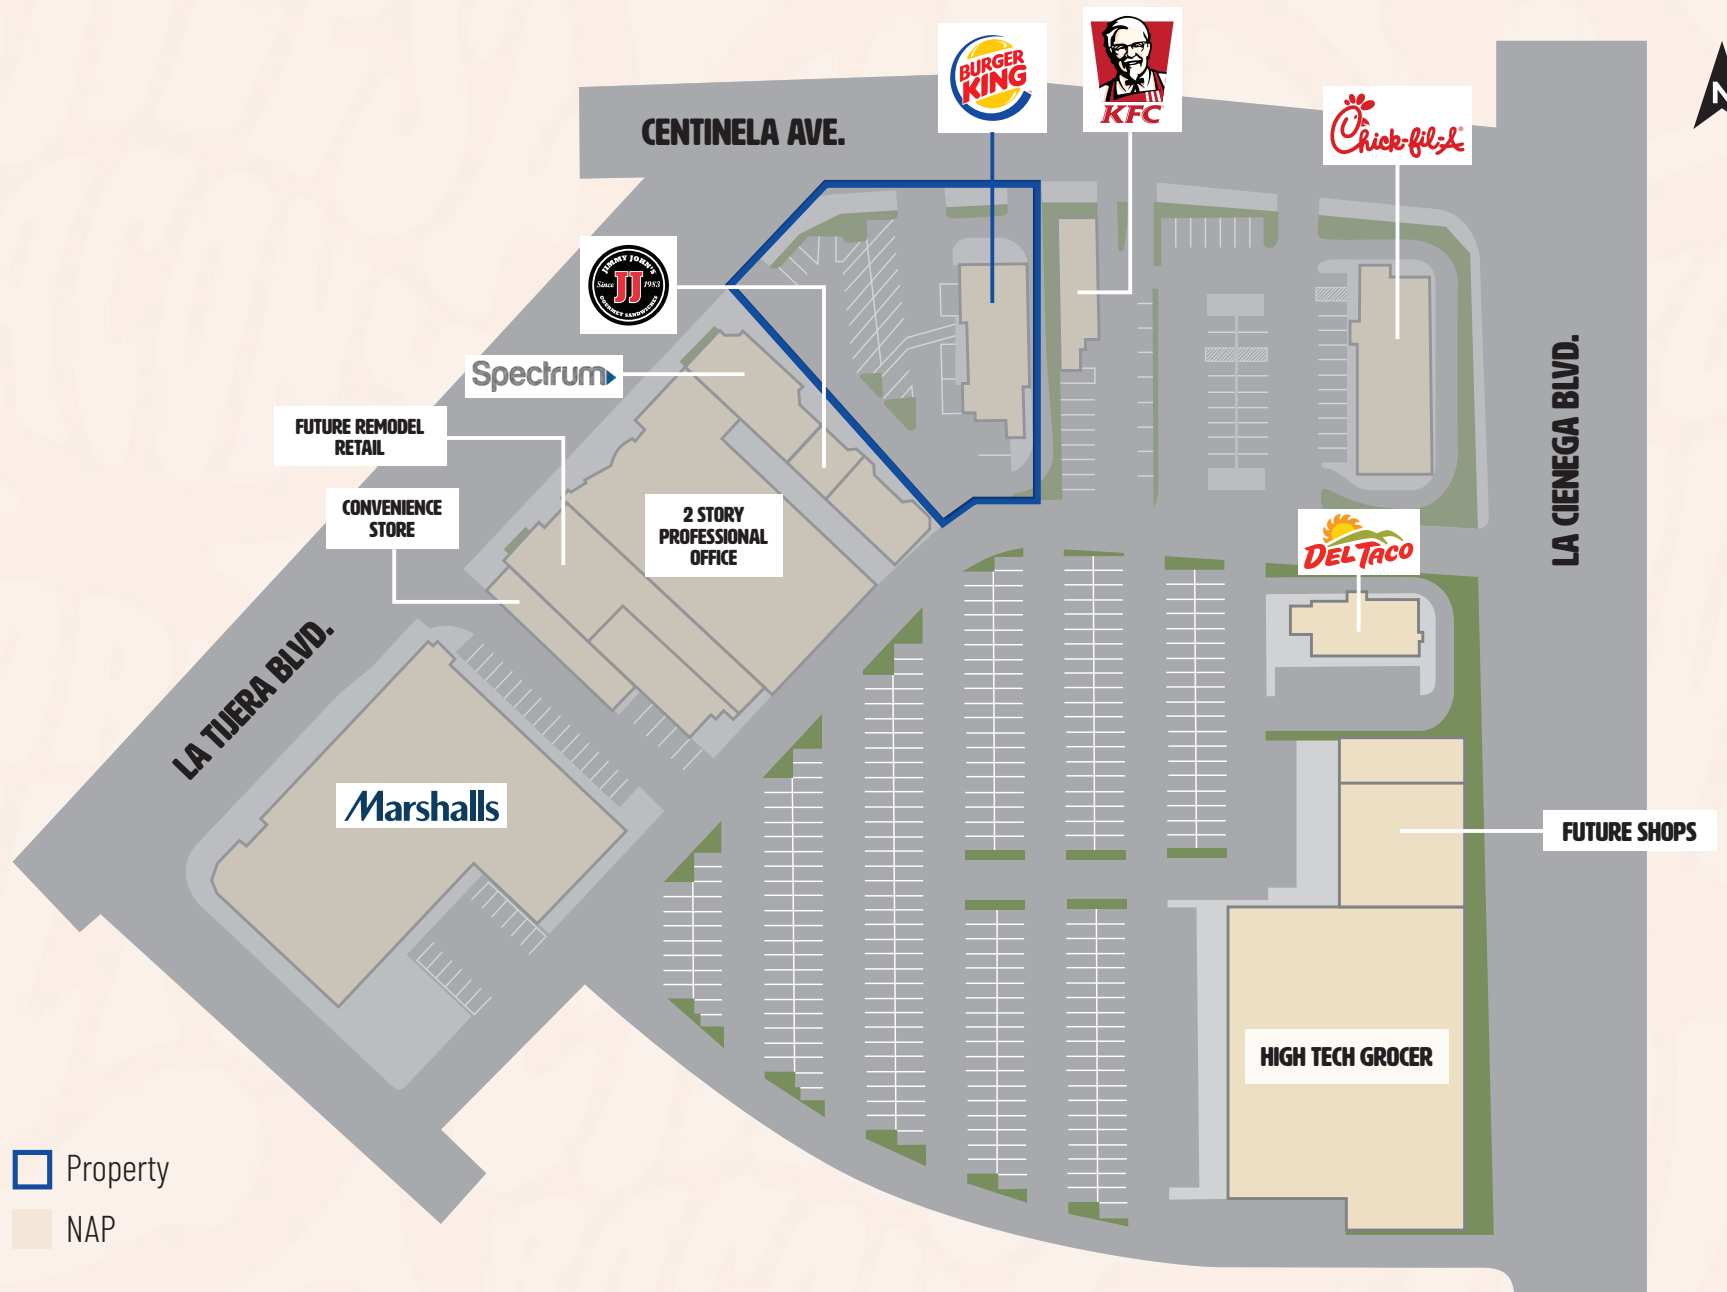 BURGER
KING
KFC
Chick-fil-A
N
CENTINELA AVE.
JIMMY JOHN'S
Since JJ 1983
GOURMET SANDWICHES
Spectrum
FUTURE REMODEL
RETAIL
CONVENIENCE
STORE
2 STORY
PROFESSIONAL
OFFICE
DEL TACO
LA CIENEGA BLVD.
LA TIJERA BLVD.
Marshalls
FUTURE SHOPS
HIGH TECH GROCER
Property
NAP